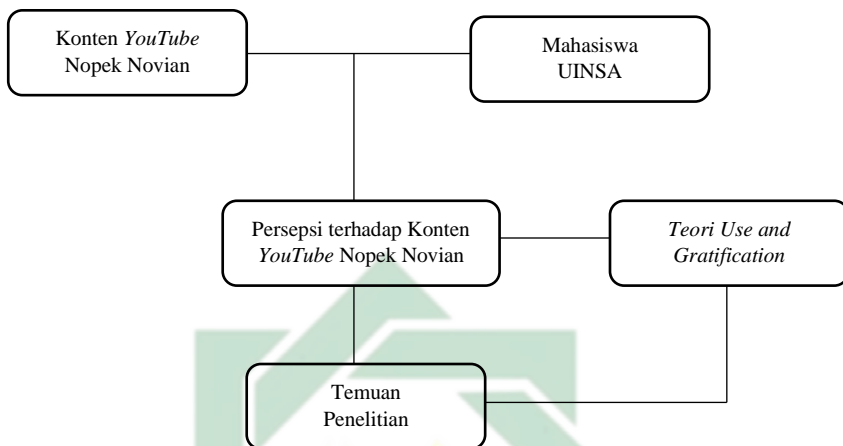 Konten YouTube
Nopek Novian
Mahasiswa
UINSA
Persepsi terhadap Konten
YouTube Nopek Novian
Teori Use and
Gratification
Temuan
Penelitian